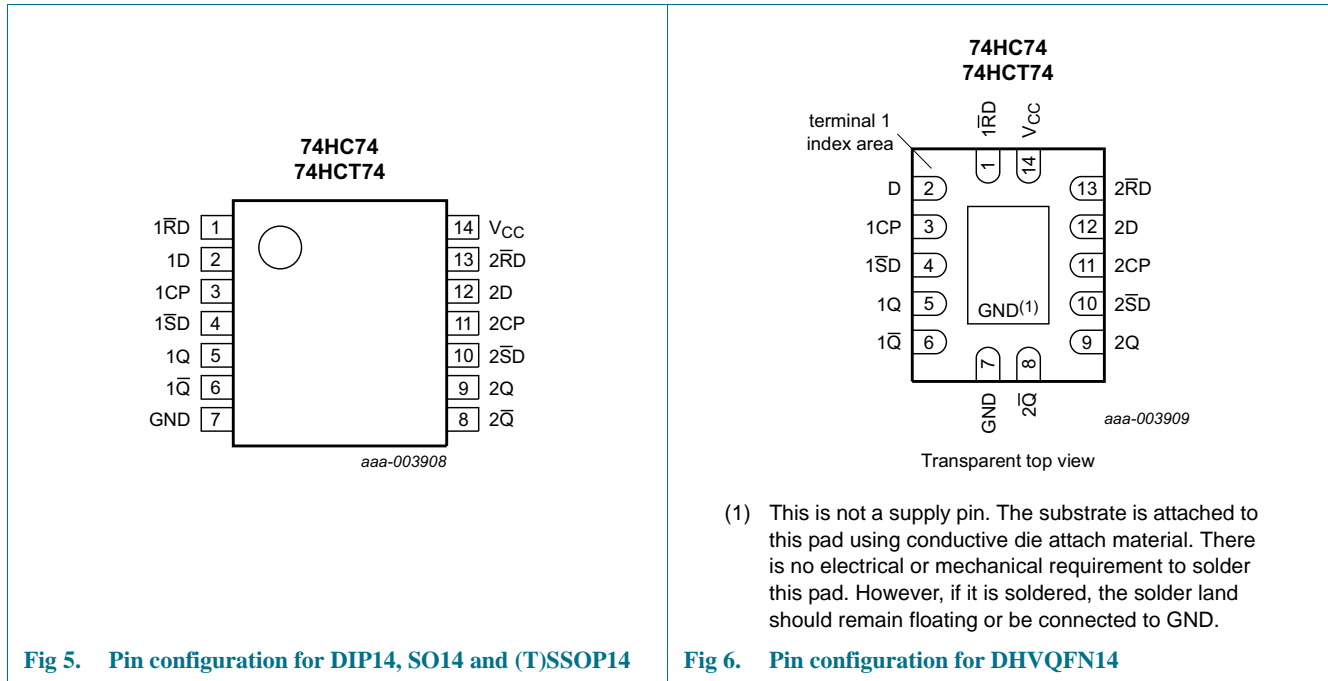 74HC74
74HCT74
1R̅D 1
1D 2
1CP 3
1S̅D 4
1Q 5
1Q̅ 6
GND 7
14 VCC
13 2R̅D
12 2D
11 2CP
10 2S̅D
9 2Q
8 2Q̅
aaa-003908
Fig 5. Pin configuration for DIP14, SO14 and (T)SSOP14
74HC74
74HCT74
terminal 1
index area
1R̅D
VCC
1
14
D 2
1CP 3
1S̅D 4
1Q 5
1Q̅ 6
13 2R̅D
12 2D
11 2CP
10 2S̅D
9 2Q
GND(1)
7
8
GND
2Q̅
aaa-003909
Transparent top view
(1) This is not a supply pin. The substrate is attached to
this pad using conductive die attach material. There
is no electrical or mechanical requirement to solder
this pad. However, if it is soldered, the solder land
should remain floating or be connected to GND.
Fig 6. Pin configuration for DHVQFN14